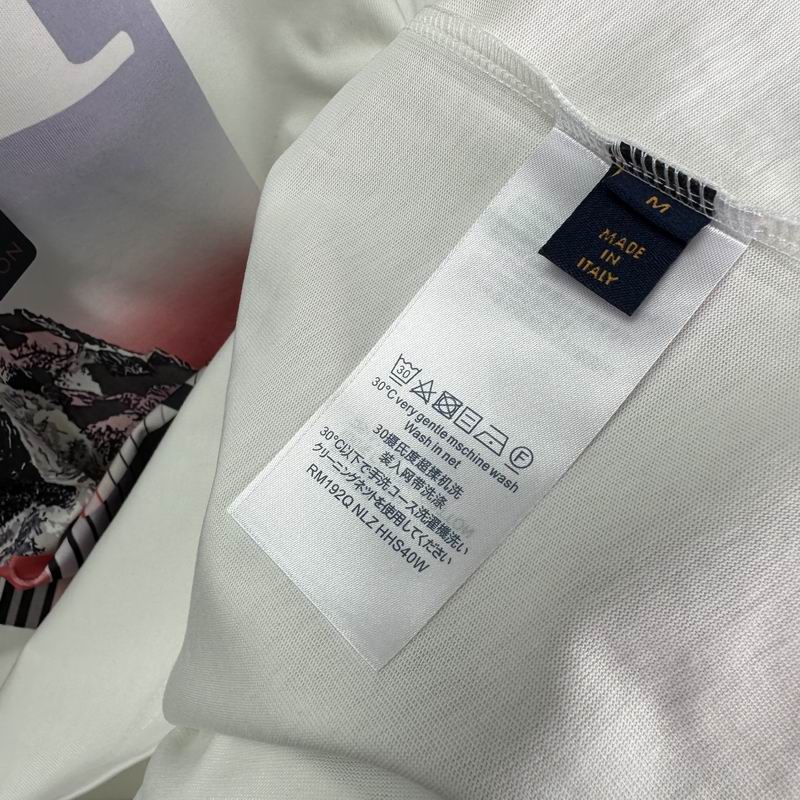 M
MADE
IN
ITALY
30
F
30°C very gentle mschine wash
Wash in net
30摄氏度超接机洗
装入网带洗涤
30°C以下で手洗コース洗濯機洗い
クリーニングネットを使用してください
RM192Q NLZ HHS40W
ON